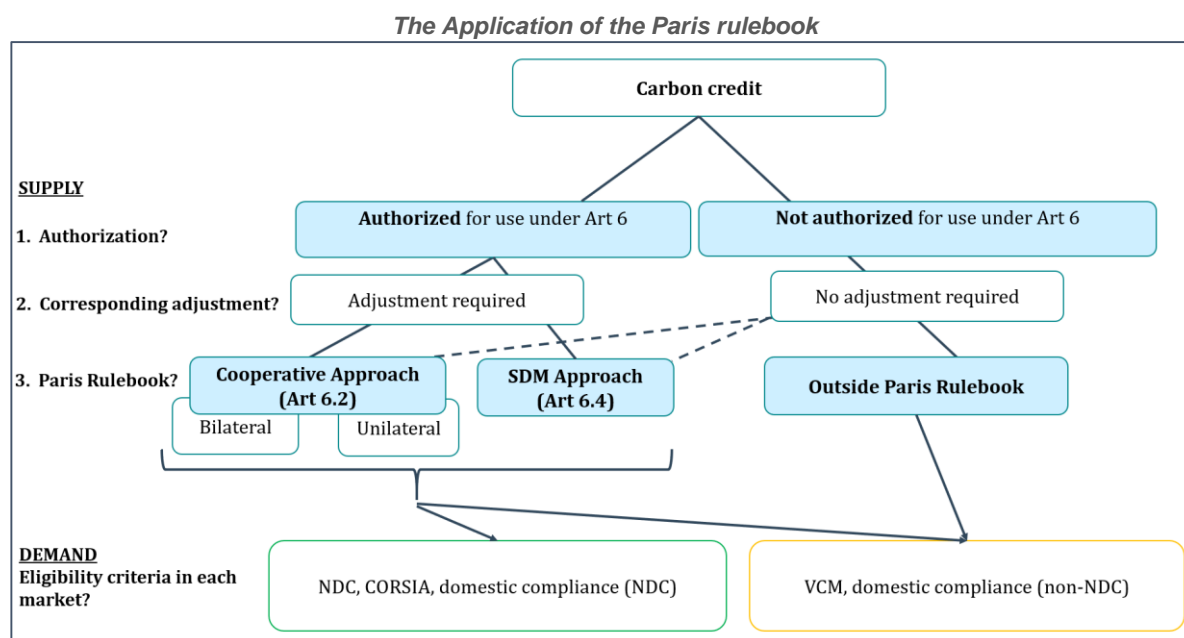 The Application of the Paris rulebook
Carbon credit
SUPPLY
1. Authorization?
Authorized for use under Art 6
Not authorized for use under Art 6
2. Corresponding adjustment?
Adjustment required
No adjustment required
3. Paris Rulebook?
Cooperative Approach
(Art 6.2)
SDM Approach
(Art 6.4)
Outside Paris Rulebook
Bilateral
Unilateral
DEMAND
Eligibility criteria in each
market?
NDC, CORSIA, domestic compliance (NDC)
VCM, domestic compliance (non-NDC)